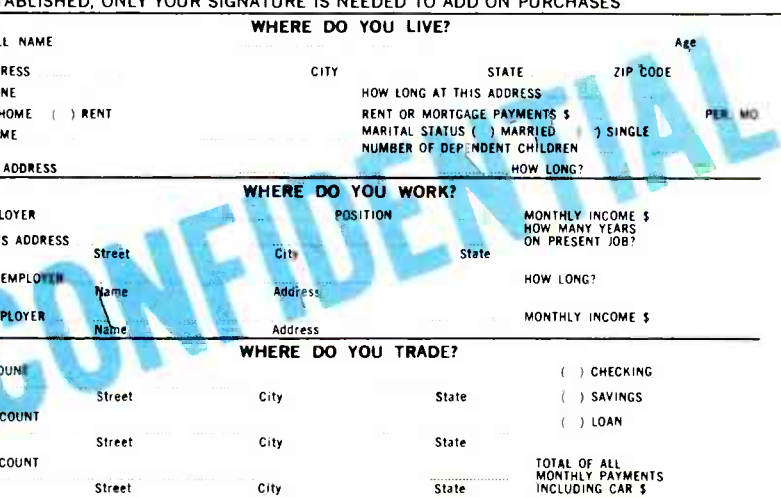 TABLISHED, ONLY YOUR SIGNATURE IS NEEDED TO ADD ON PURCHASES
WHERE DO YOU LIVE?
LL NAME Age
RESS CITY STATE ZIP CODE
NE HOW LONG AT THIS ADDRESS
HOME ( ) RENT RENT OR MORTGAGE PAYMENTS $ PER MO
ME MARITAL STATUS ( ) MARRIED ( ) SINGLE
NUMBER OF DEPENDENT CHILDREN
ADDRESS HOW LONG?
WHERE DO YOU WORK?
LOYER POSITION MONTHLY INCOME $
HOW MANY YEARS
S ADDRESS ON PRESENT JOB?
Street City State
EMPLOYER HOW LONG?
Name Address
PLOYER MONTHLY INCOME $
Name Address
WHERE DO YOU TRADE?
OUNT ( ) CHECKING
Street City State ( ) SAVINGS
COUNT ( ) LOAN
Street City State
COUNT TOTAL OF ALL
MONTHLY PAYMENTS
Street City State INCLUDING CAR $
CONFIDENTIAL